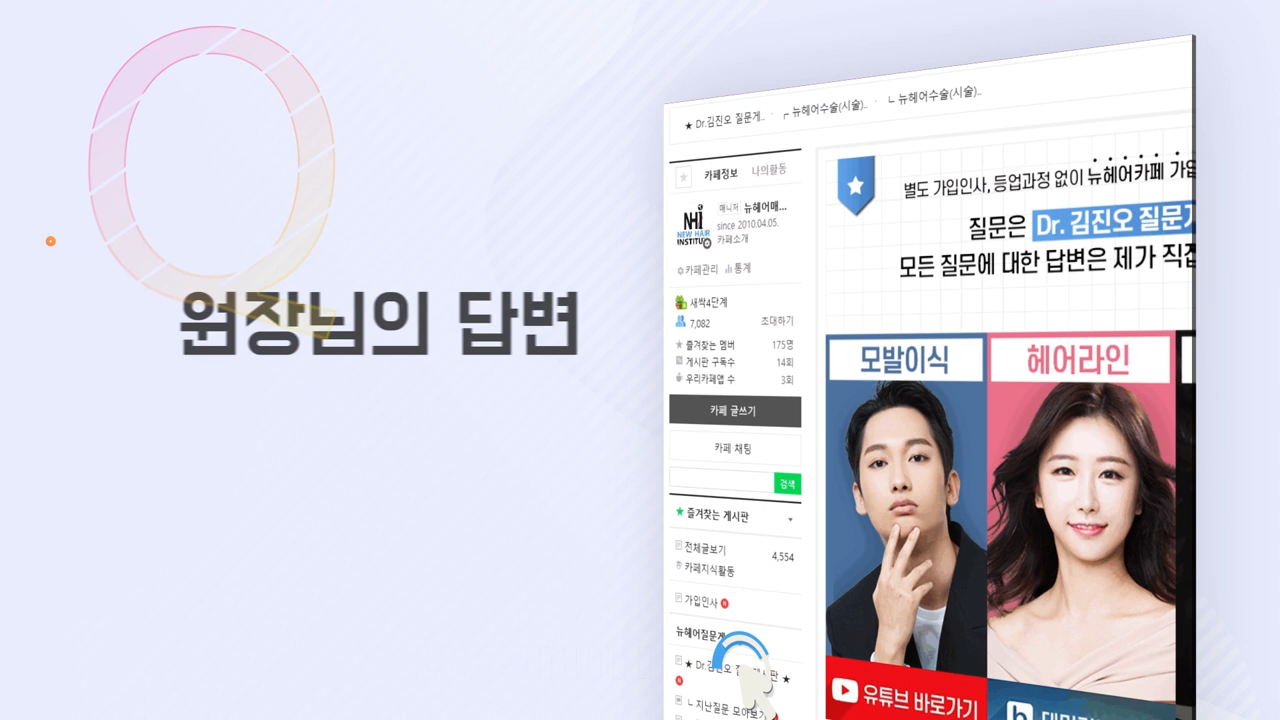 Q
원장님의 답변
★ Dr.김진오 질문게.. · ┌ 뉴헤어수술(시술).. · ㄴ 뉴헤어수술(시술)..
카페정보 나의활동
매니저 뉴헤어매...
since 2010.04.05.
카페소개
NHI
NEW HAIR
INSTITU
카페관리 통계
새싹4단계
7,082 초대하기
즐겨찾는 멤버 175명
게시판 구독수 14회
우리카페앱 수 3회
카페 글쓰기
카페 채팅
검색
★ 즐겨찾는 게시판
전체글보기 4,554
카페지식활동
가입인사 N
뉴헤어질문게
★ Dr.김진오
판 ★
N
ㄴ 지난질문 모아보기
별도 가입인사, 등업과정 없이 뉴헤어카페 가입
질문은 Dr. 김진오 질문
모든 질문에 대한 답변은 제가 직접
모발이식
헤어라인
유튜브 바로가기
b